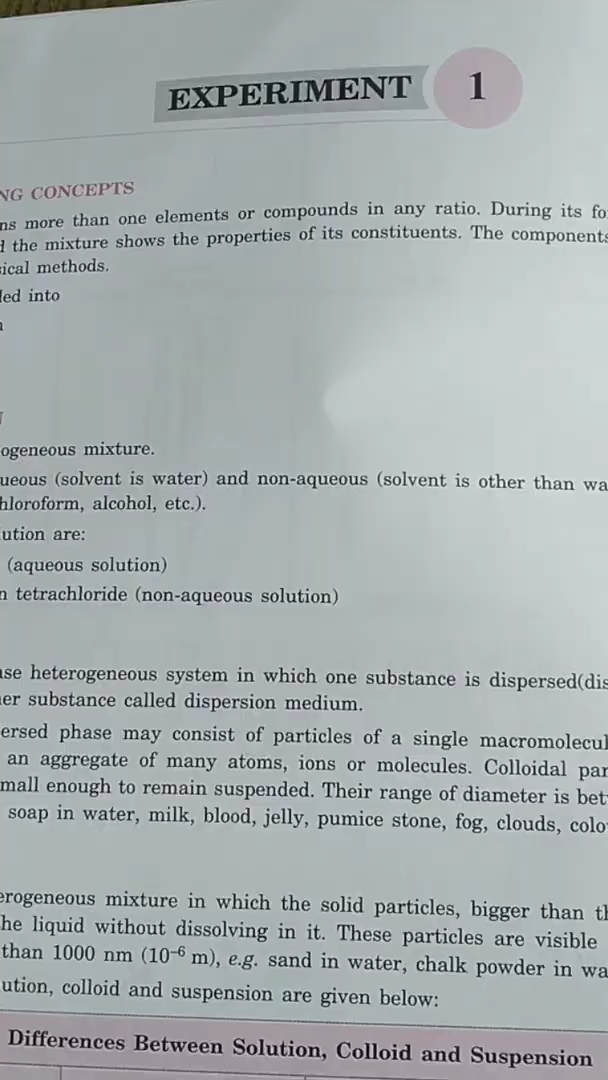 EXPERIMENT 1
NG CONCEPTS
ns more than one elements or compounds in any ratio. During its fo
the mixture shows the properties of its constituents. The components
ical methods.
led into
ogeneous mixture.
ueous (solvent is water) and non-aqueous (solvent is other than wa
hloroform, alcohol, etc.).
ution are:
(aqueous solution)
n tetrachloride (non-aqueous solution)
ase heterogeneous system in which one substance is dispersed(dis
er substance called dispersion medium.
ersed phase may consist of particles of a single macromolecul
an aggregate of many atoms, ions or molecules. Colloidal par
mall enough to remain suspended. Their range of diameter is bet
soap in water, milk, blood, jelly, pumice stone, fog, clouds, colo
erogeneous mixture in which the solid particles, bigger than th
he liquid without dissolving in it. These particles are visible
than 1000 nm (10⁻⁶ m), e.g. sand in water, chalk powder in wa
ution, colloid and suspension are given below:
Differences Between Solution, Colloid and Suspension